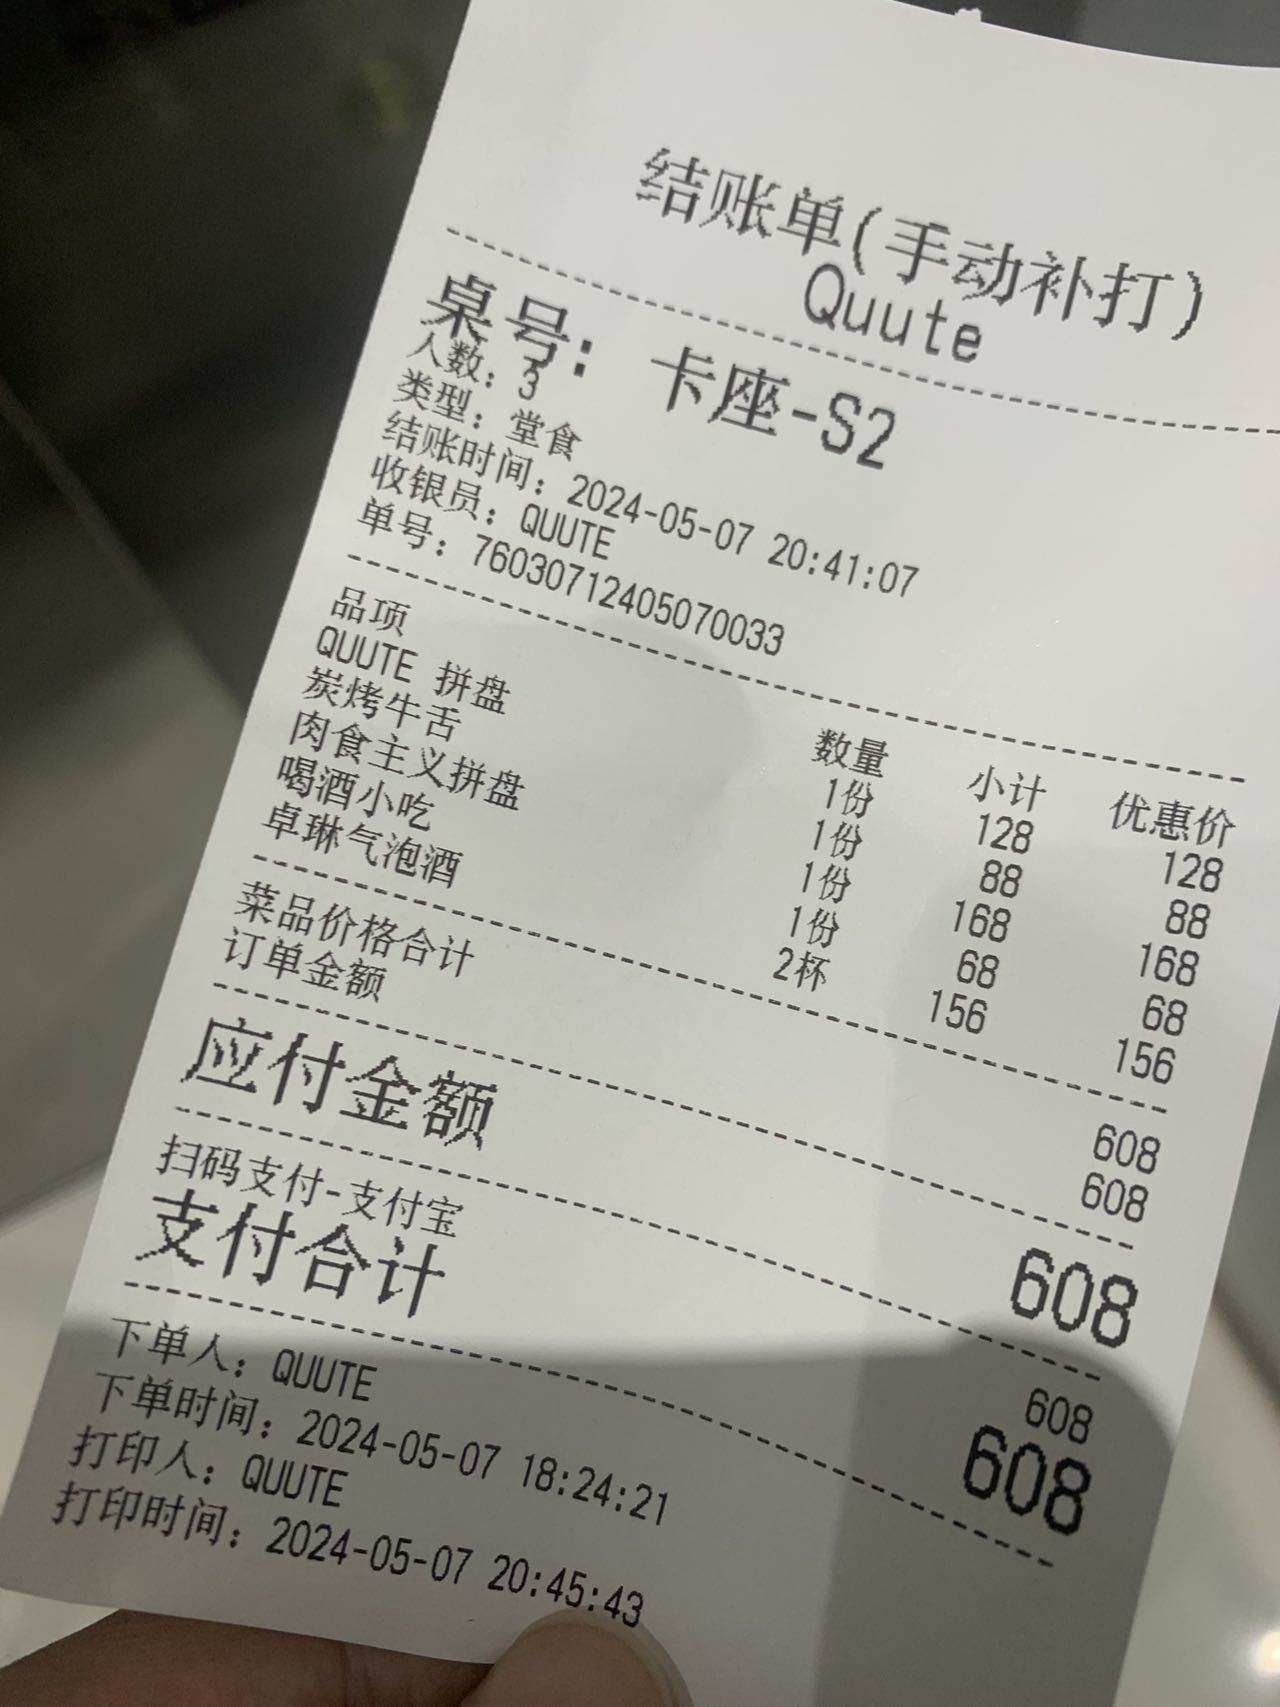 结账单(手动补打)
Quute
桌号: 卡座-S2
人数: 3
类型: 堂食
结账时间: 2024-05-07 20:41:07
收银员: QUUTE
单号: 76030712405070033
品项 数量 小计 优惠价
QUUTE 拼盘 1份 128 128
炭烤牛舌 1份 88 88
肉食主义拼盘 1份 168 168
喝酒小吃 1份 68 68
卓琳气泡酒 2杯 156 156
菜品价格合计 608
订单金额 608
应付金额 608
扫码支付-支付宝 608
支付合计 608
下单人: QUUTE
下单时间: 2024-05-07 18:24:21
打印人: QUUTE
打印时间: 2024-05-07 20:45:43